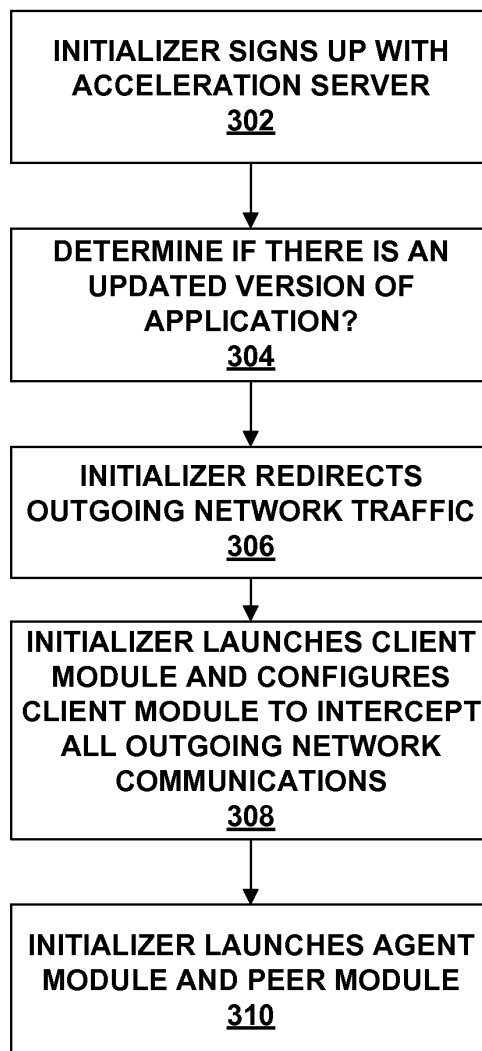 INITIALIZER SIGNS UP WITH
ACCELERATION SERVER
302
DETERMINE IF THERE IS AN
UPDATED VERSION OF
APPLICATION?
304
INITIALIZER REDIRECTS
OUTGOING NETWORK TRAFFIC
306
INITIALIZER LAUNCHES CLIENT
MODULE AND CONFIGURES
CLIENT MODULE TO INTERCEPT
ALL OUTGOING NETWORK
COMMUNICATIONS
308
INITIALIZER LAUNCHES AGENT
MODULE AND PEER MODULE
310